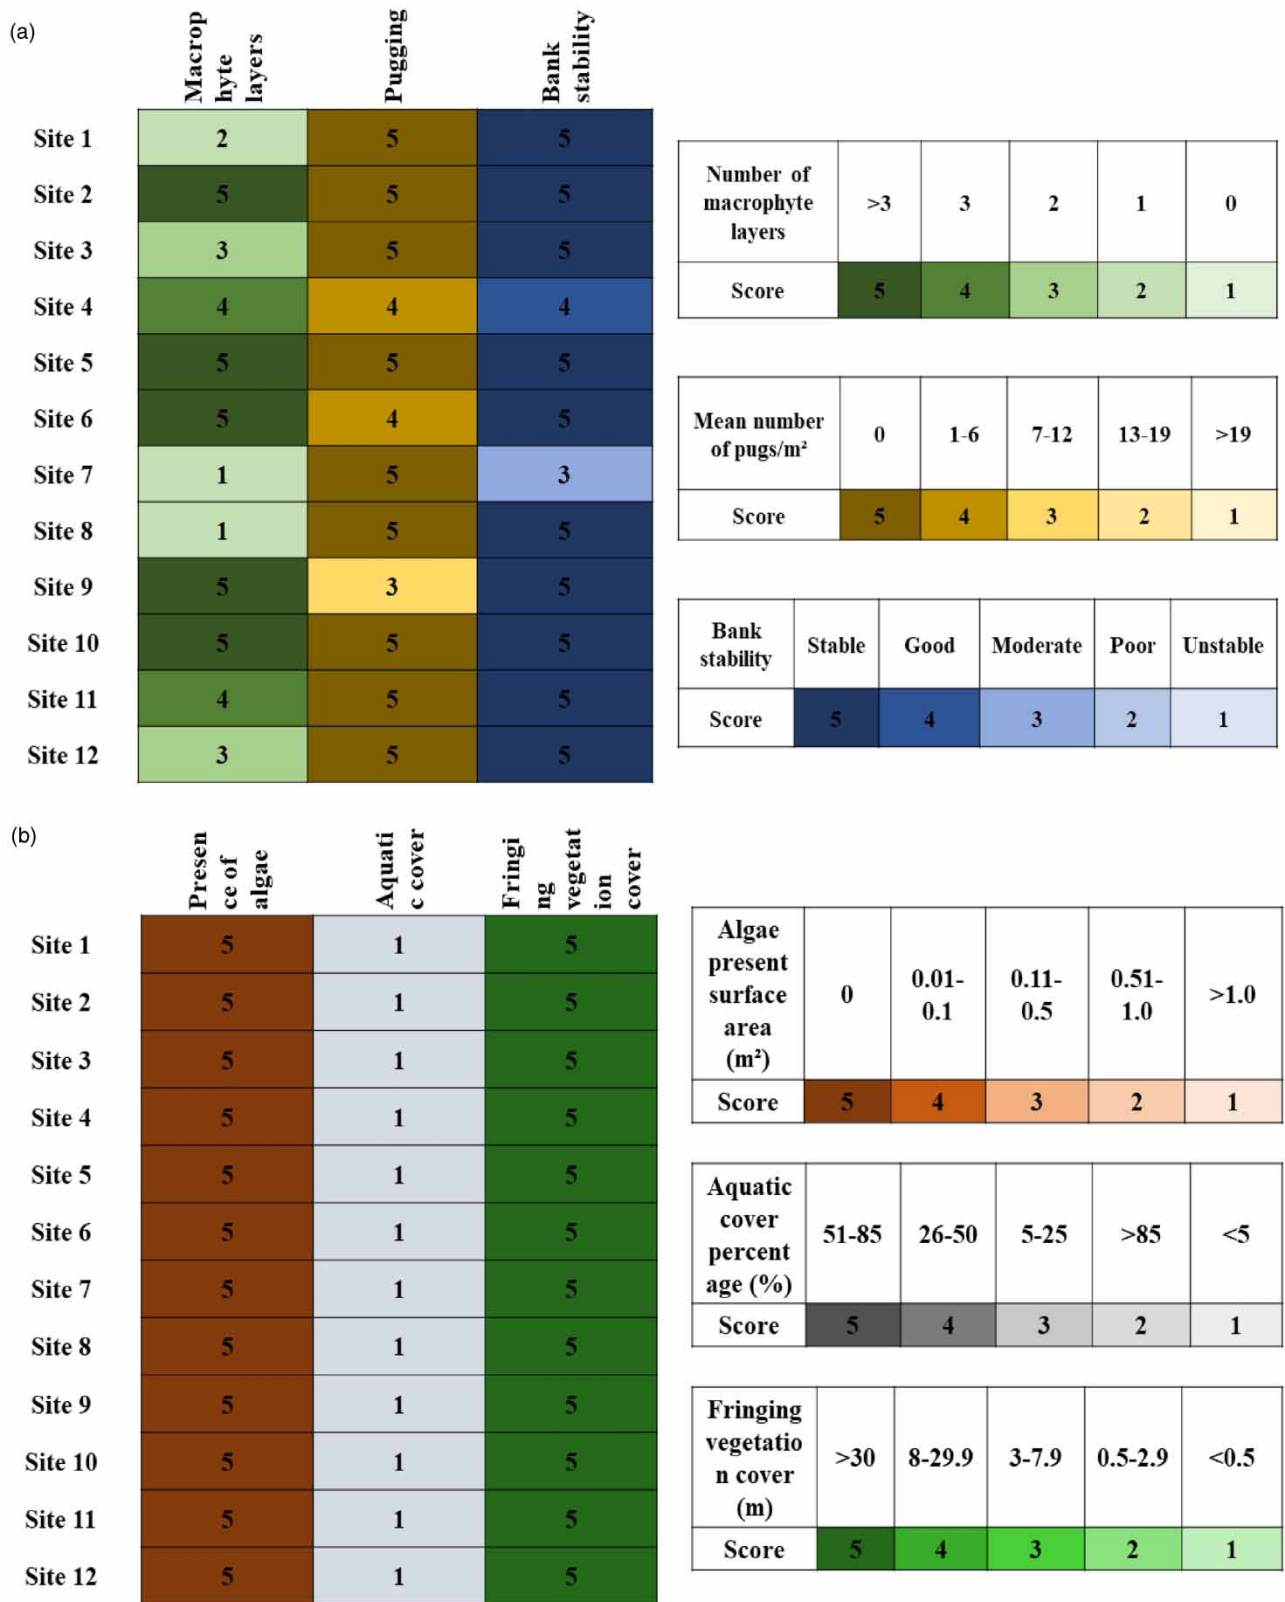 (a)
Macrop
hyte
layers
Pugging
Bank
stability
Site 1 2 5 5
Site 2 5 5 5
Site 3 3 5 5
Site 4 4 4 4
Site 5 5 5 5
Site 6 5 4 5
Site 7 1 5 3
Site 8 1 5 5
Site 9 5 3 5
Site 10 5 5 5
Site 11 4 5 5
Site 12 3 5 5
Number of
macrophyte
layers
>3 3 2 1 0
Score 5 4 3 2 1
Mean number
of pugs/m²
0 1-6 7-12 13-19 >19
Score 5 4 3 2 1
Bank
stability
Stable Good Moderate Poor Unstable
Score 5 4 3 2 1
(b)
Presen
ce of
algae
Aquati
c cover
Fringi
ng
vegetat
ion
cover
Site 1 5 1 5
Site 2 5 1 5
Site 3 5 1 5
Site 4 5 1 5
Site 5 5 1 5
Site 6 5 1 5
Site 7 5 1 5
Site 8 5 1 5
Site 9 5 1 5
Site 10 5 1 5
Site 11 5 1 5
Site 12 5 1 5
Algae
present
surface
area
(m²)
0
0.01-
0.1
0.11-
0.5
0.51-
1.0
>1.0
Score 5 4 3 2 1
Aquatic
cover
percent
age (%)
51-85 26-50 5-25 >85 <5
Score 5 4 3 2 1
Fringing
vegetatio
n cover
(m)
>30 8-29.9 3-7.9 0.5-2.9 <0.5
Score 5 4 3 2 1